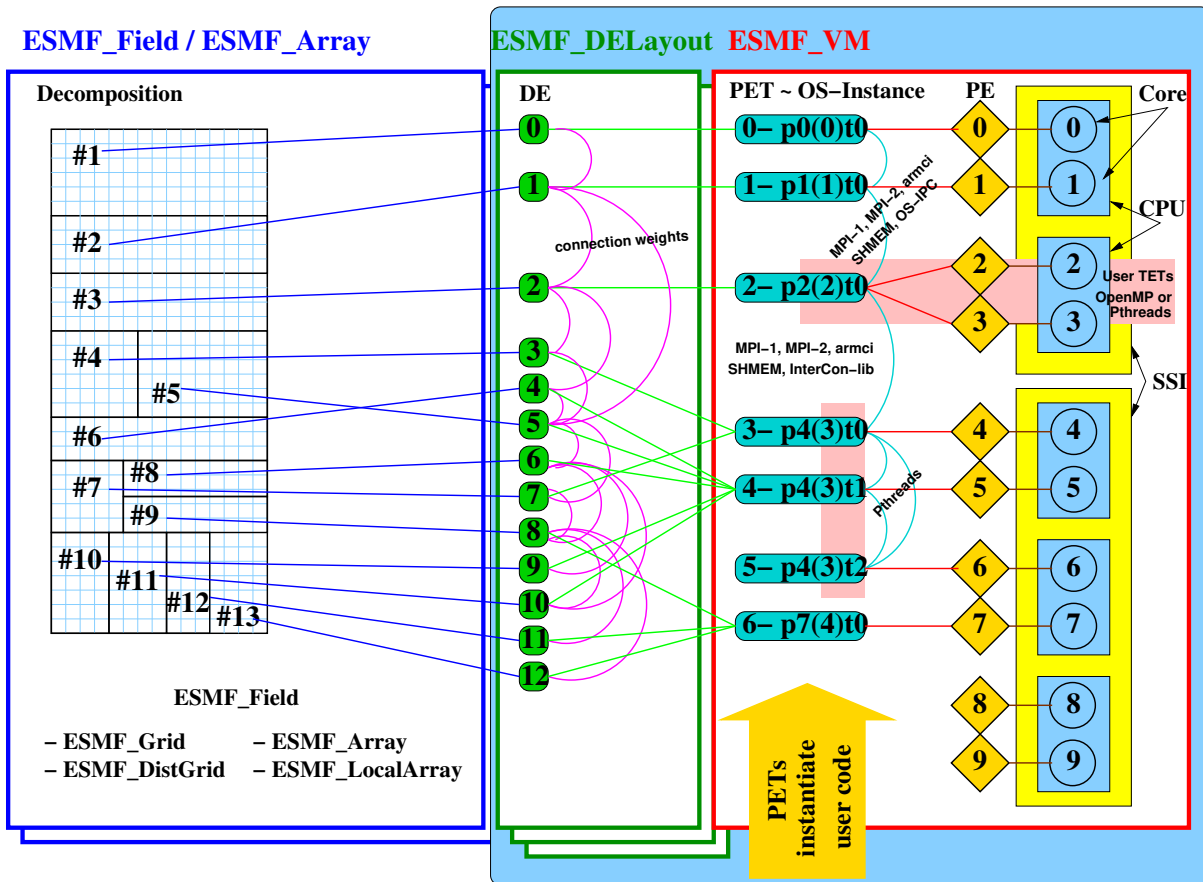 ESMF_Field / ESMF_Array
ESMF_DELayout
ESMF_VM
Decomposition
#1
#2
#3
#4
#5
#6
#7
#8
#9
#10
#11
#12
#13
ESMF_Field
– ESMF_Grid
– ESMF_Array
– ESMF_DistGrid
– ESMF_LocalArray
DE
0
1
2
3
4
5
6
7
8
9
10
11
12
connection weights
PET ~ OS–Instance
0– p0(0)t0
1– p1(1)t0
2– p2(2)t0
3– p4(3)t0
4– p4(3)t1
5– p4(3)t2
6– p7(4)t0
MPI–1, MPI–2, armci
SHMEM, OS–IPC
MPI–1, MPI–2, armci
SHMEM, InterCon–lib
Pthreads
PETs
instantiate
user code
PE
0
1
2
3
4
5
6
7
8
9
0
1
2
3
4
5
6
7
8
9
Core
CPU
User TETs
OpenMP or
Pthreads
SSI